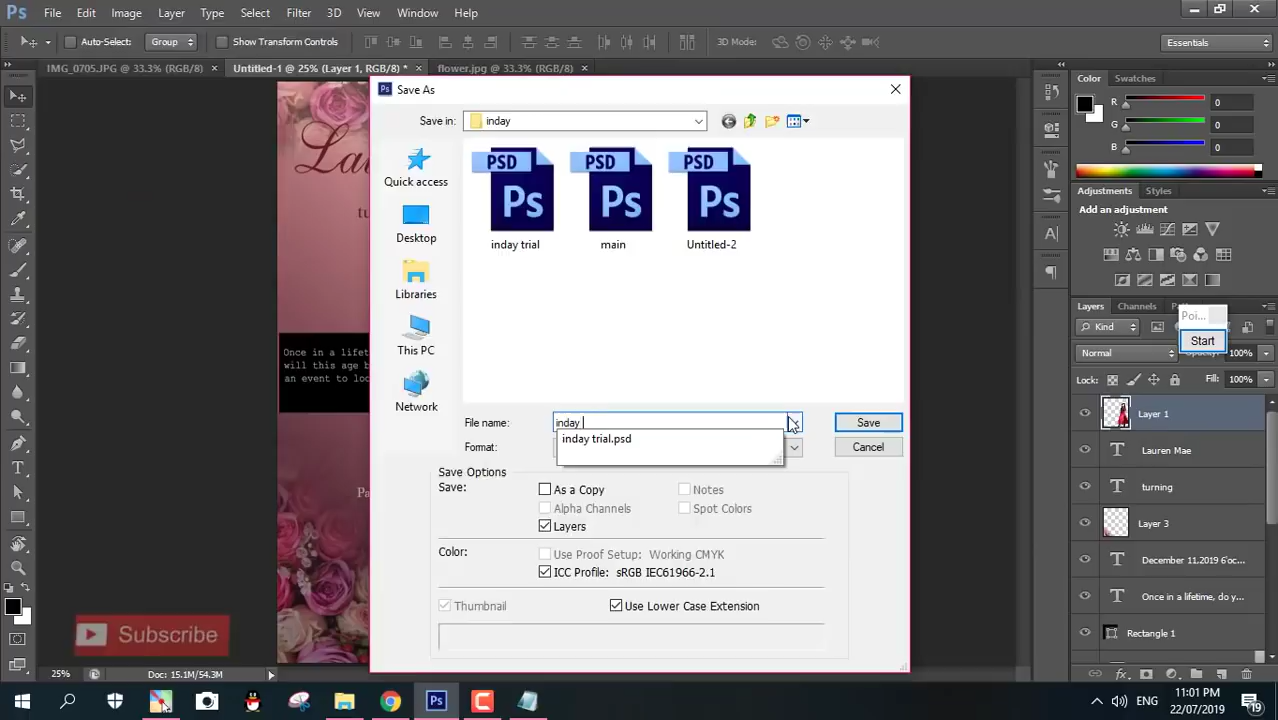 Ps File Edit Image Layer Type Select Filter 3D View Window Help
Auto-Select: Group Show Transform Controls 3D Mode: Essentials
IMG_0705.JPG @ 33.3% (RGB/8) × Untitled-1 @ 25% (Layer 1, RGB/8) * × flower.jpg @ 33.3% (RGB/8) ×
Ps Save As
Save in: inday
Quick access
Desktop
Libraries
This PC
Network
PSD PSD PSD
Ps Ps Ps
inday trial main Untitled-2
File name: inday
inday trial.psd
Format:
Save
Cancel
Save Options
Save:
As a Copy Notes
Alpha Channels Spot Colors
Layers
Color:
Use Proof Setup: Working CMYK
ICC Profile: sRGB IEC61966-2.1
Thumbnail Use Lower Case Extension
Once in a lifet
will this age b
an event to loo
Subscribe
25% Doc: 15.1M/54.3M
Color Swatches
R 0
G 0
B 0
Adjustments Styles
Add an adjustment
Layers Channels
Poi...
Start
Kind
Normal Opacity: 100%
Lock: Fill: 100%
Layer 1
T Lauren Mae
T turning
Layer 3
T December 11.2019 6'oc...
T Once in a lifetime, do y...
Rectangle 1
fx
Ps
ENG
11:01 PM
22/07/2019
19